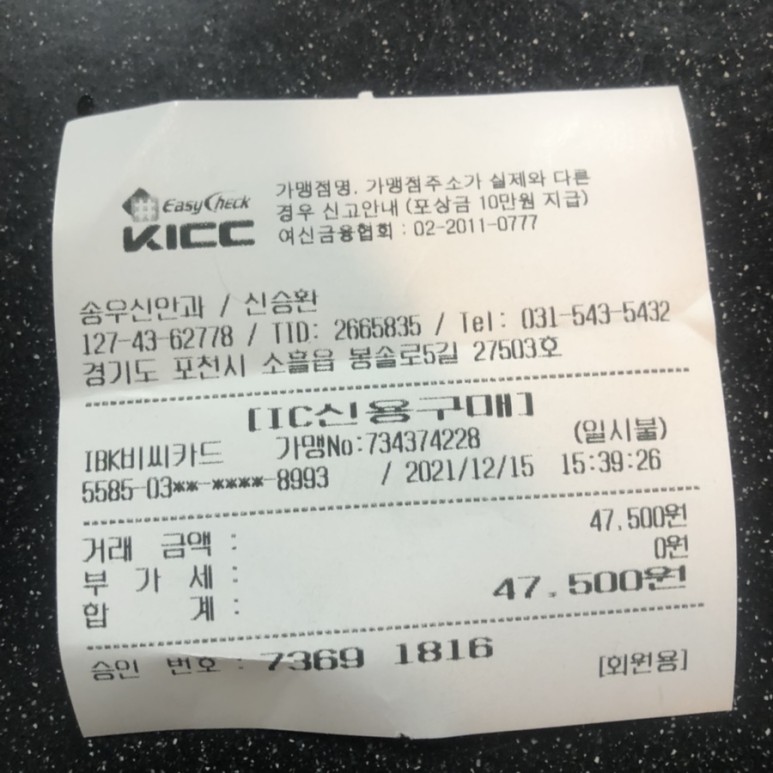 EasyCheck
KICC
가맹점명, 가맹점주소가 실제와 다른
경우 신고안내 (포상금 10만원 지급)
여신금융협회 : 02-2011-0777
송우신안과 / 신승환
127-43-62778 / TID: 2665835 / Tel: 031-543-5432
경기도 포천시 소흘읍 봉솔로5길 27503호
[IC신용구매]
IBK비씨카드 가맹No:734374228 (일시불)
5585-03**-****-8993 / 2021/12/15 15:39:26
거래 금액 : 47,500원
부 가 세 : 0원
합 계 : 47,500원
승인 번호 : 7369 1816 [회원용]